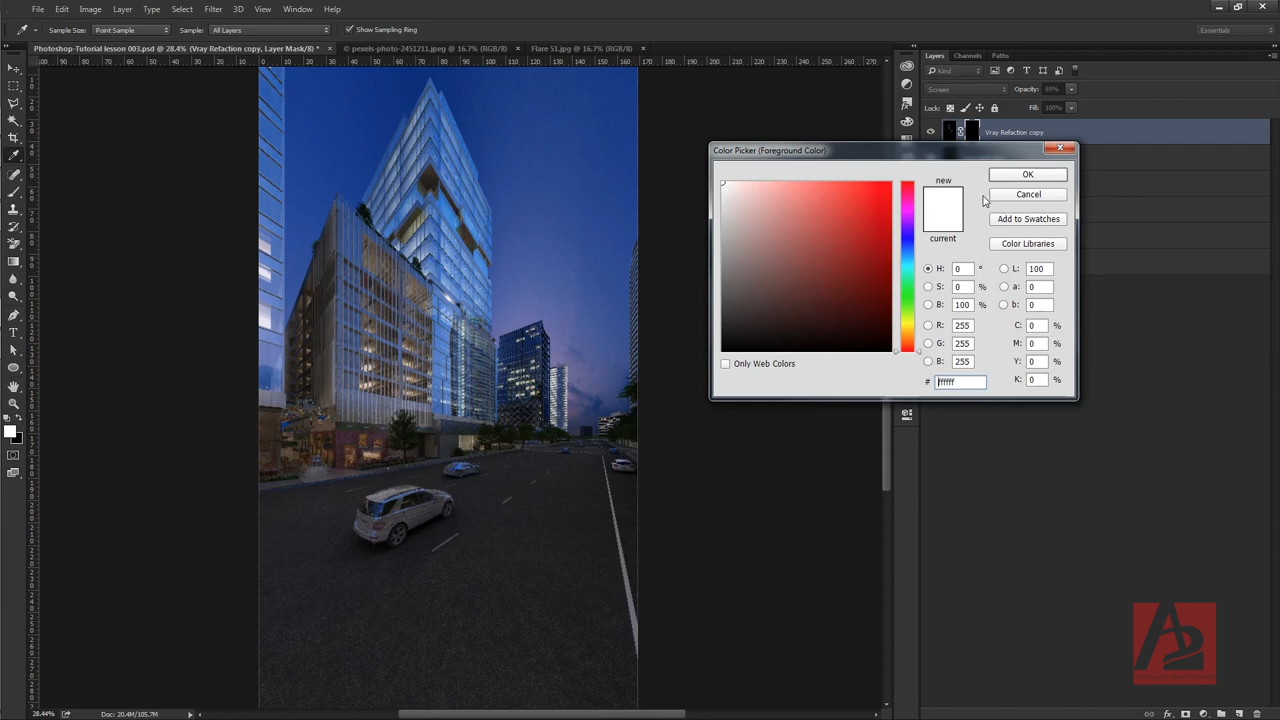 File Edit Image Layer Type Select Filter 3D View Window Help
Sample Size: Point Sample Sample: All Layers Show Sampling Ring Essentials
Photoshop-Tutorial lesson 003.psd @ 28.4% (Vray Refaction copy, Layer Mask/8) * × © pexels-photo-2451211.jpeg @ 16.7% (RGB/8) × Flare 51.jpg @ 16.7% (RGB/8) ×
Layers Channels Paths
Kind
Screen Opacity: 69%
Lock: Fill: 100%
Vray Refaction copy
Color Picker (Foreground Color)
new
current
OK
Cancel
Add to Swatches
Color Libraries
H: 0 ° L: 100
S: 0 % a: 0
B: 100 % b: 0
R: 255 C: 0 %
G: 255 M: 0 %
B: 255 Y: 0 %
# ffffff K: 0 %
Only Web Colors
28.44% Doc: 20.4M/105.7M